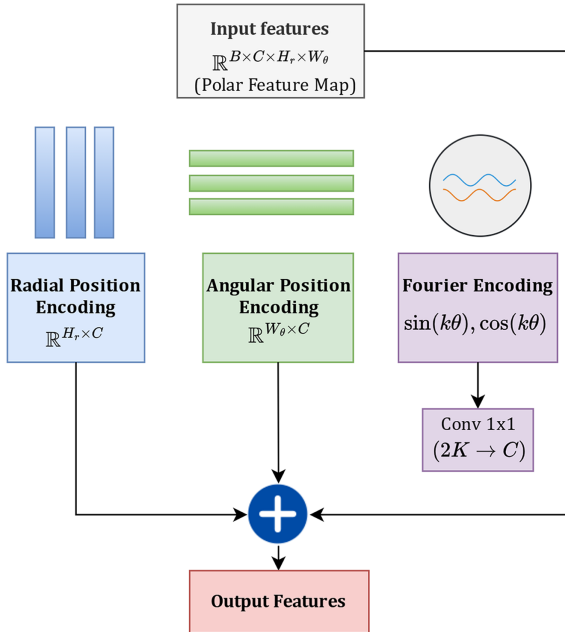 Input features
ℝ^{B×C×H_r×W_θ}
(Polar Feature Map)
Radial Position
Encoding
ℝ^{H_r×C}
Angular Position
Encoding
ℝ^{W_θ×C}
Fourier Encoding
sin(kθ), cos(kθ)
Conv 1x1
(2K → C)
Output Features